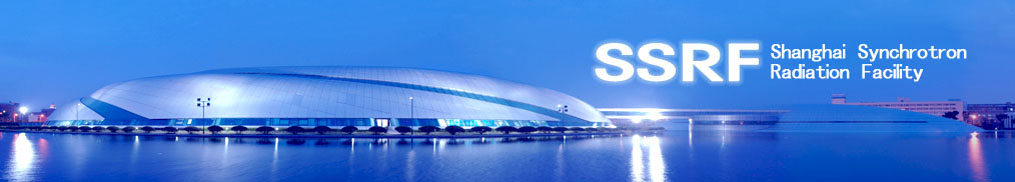 SSRF
Shanghai Synchrotron
Radiation Facility